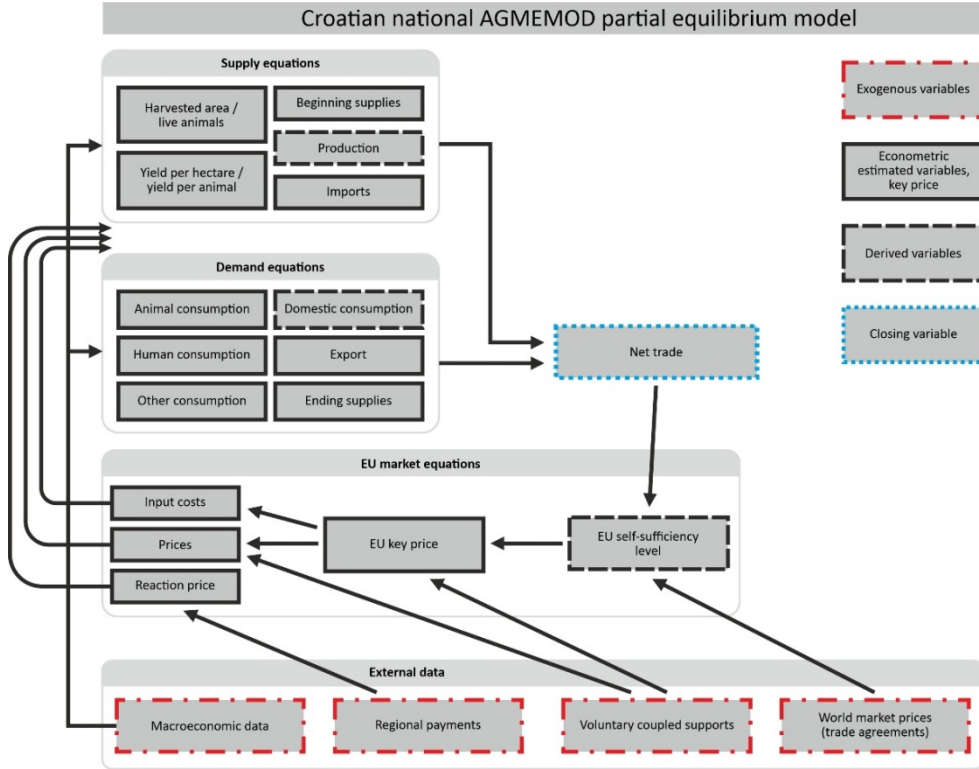 Croatian national AGMEMOD partial equilibrium model
Supply equations
Harvested area /
live animals
Yield per hectare /
yield per animal
Beginning supplies
Production
Imports
Demand equations
Animal consumption
Domestic consumption
Human consumption
Export
Other consumption
Ending supplies
Net trade
Exogenous variables
Econometric
estimated variables,
key price
Derived variables
Closing variable
EU market equations
Input costs
Prices
Reaction price
EU key price
EU self-sufficiency
level
External data
Macroeconomic data
Regional payments
Voluntary coupled supports
World market prices
(trade agreements)